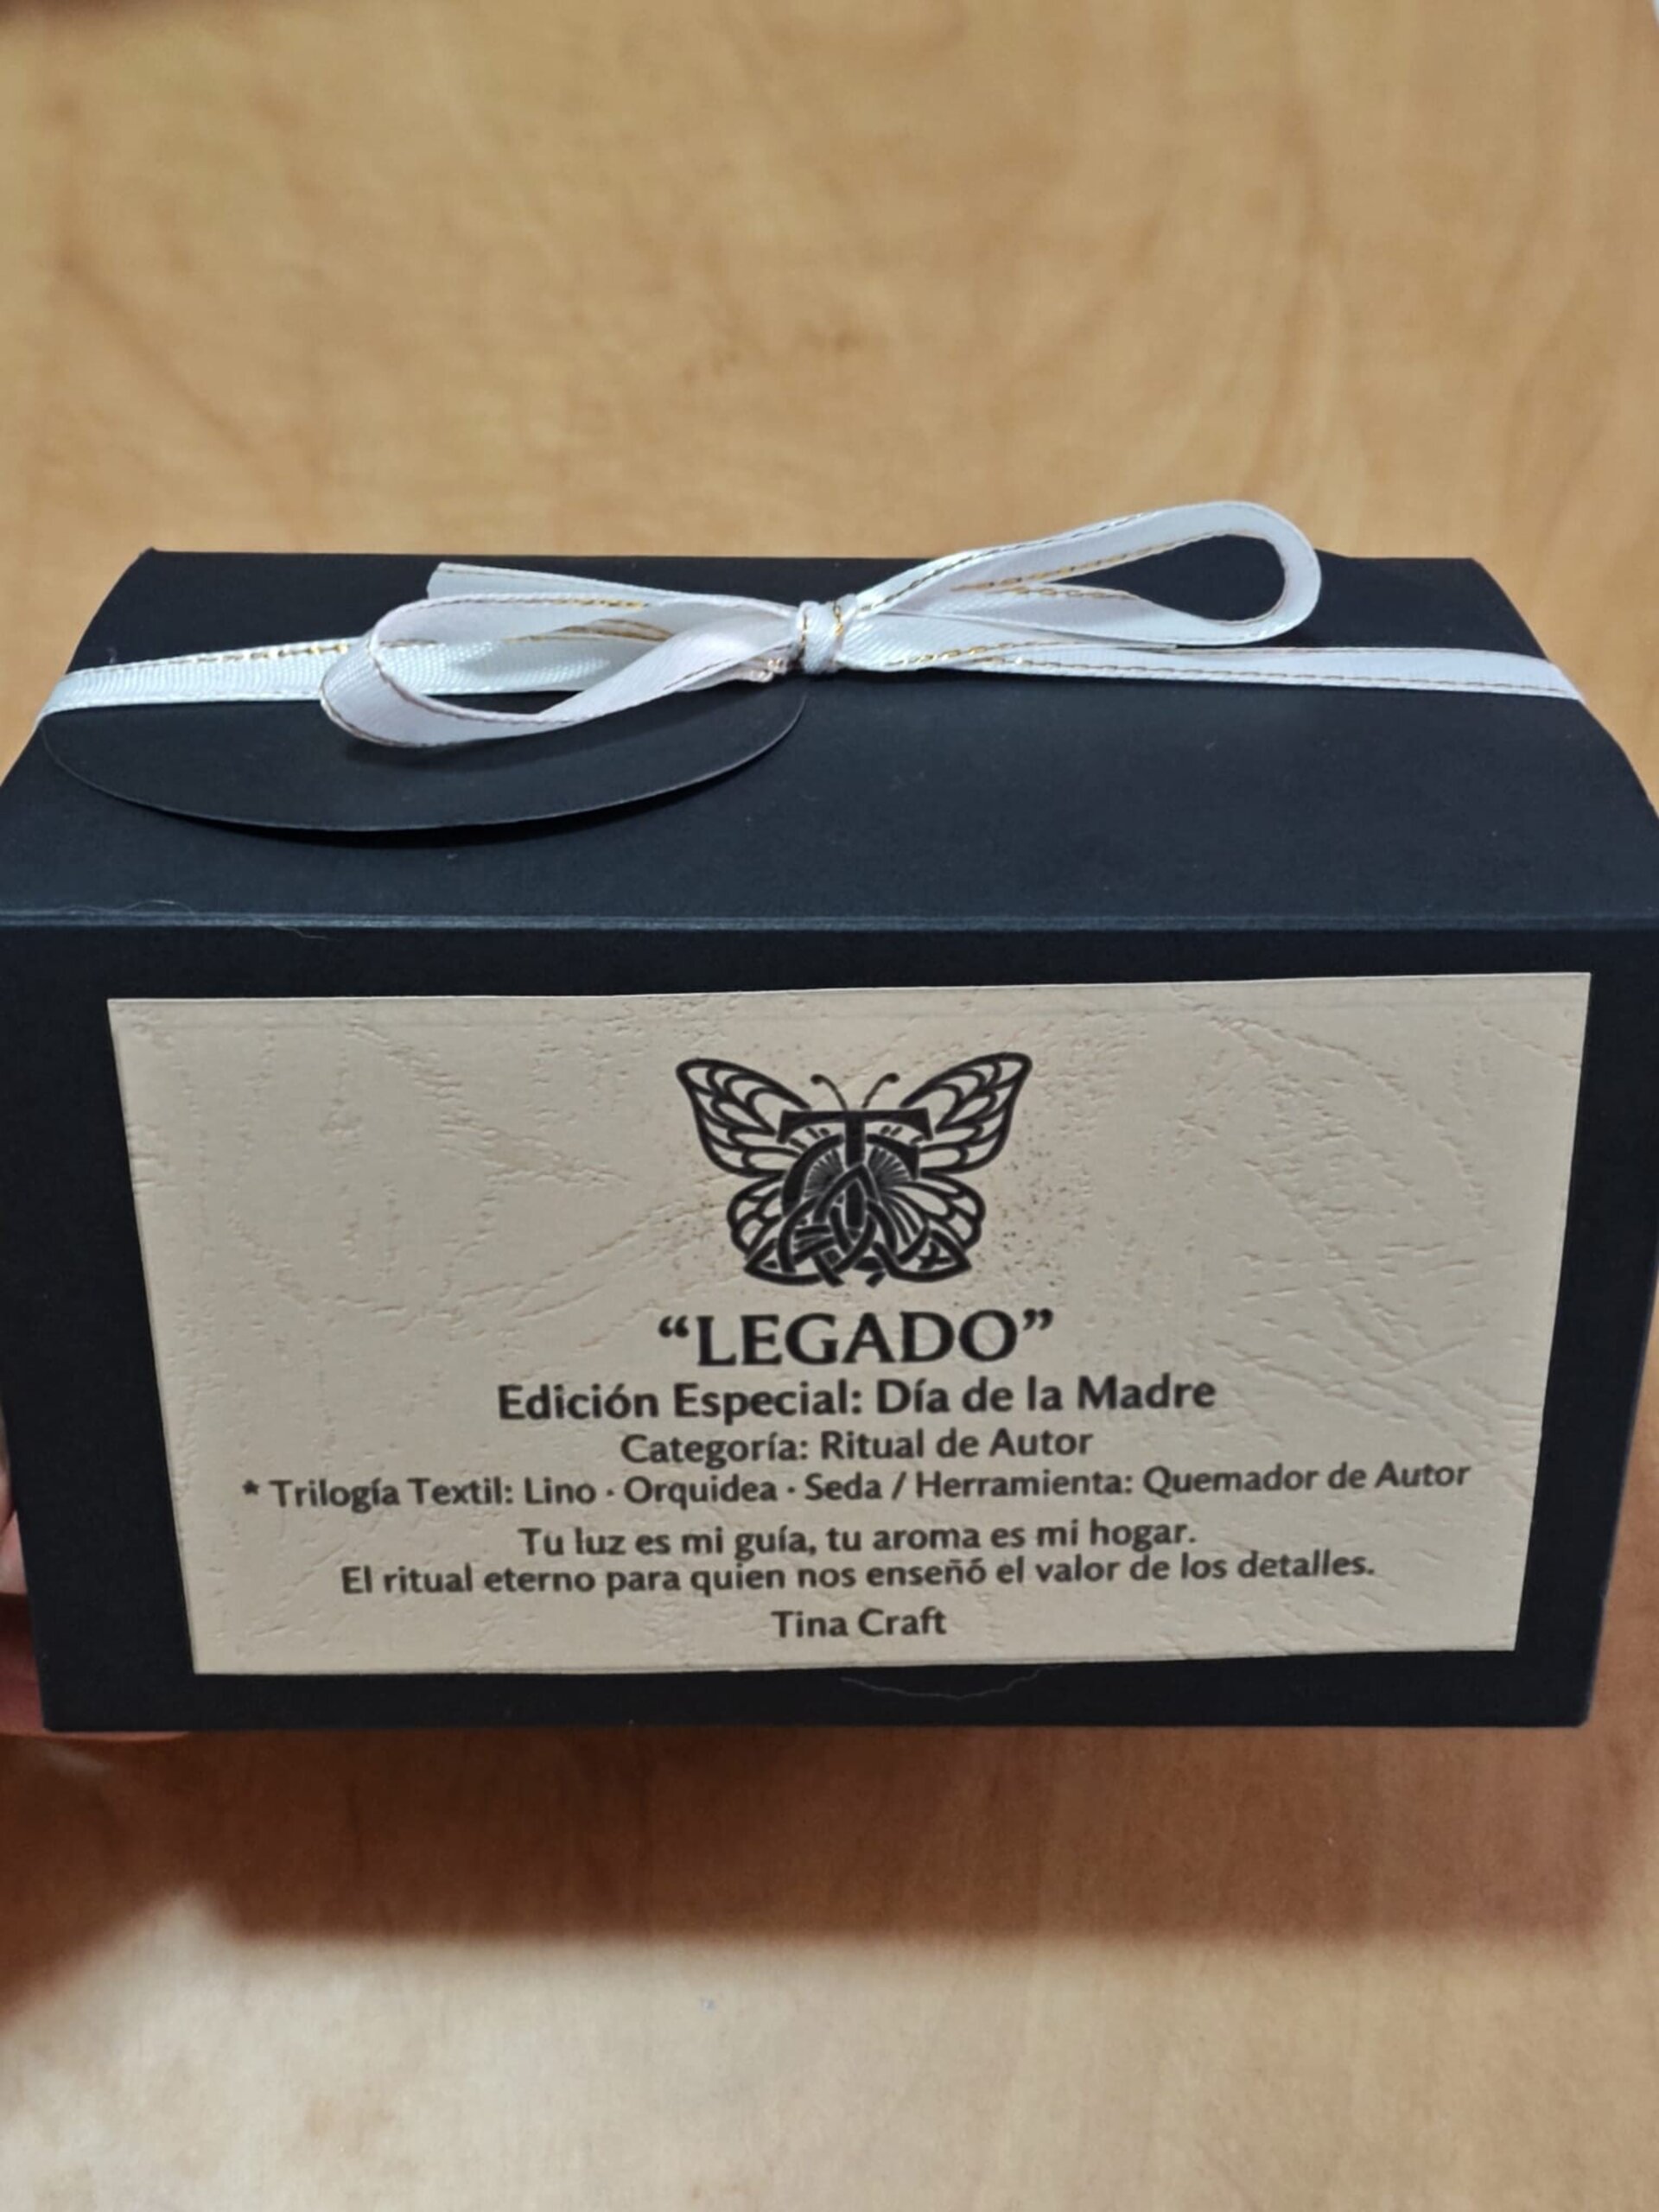 TC
“LEGADO”
Edición Especial: Día de la Madre
Categoría: Ritual de Autor
* Trilogía Textil: Lino · Orquidea · Seda / Herramienta: Quemador de Autor
Tu luz es mi guía, tu aroma es mi hogar.
El ritual eterno para quien nos enseñó el valor de los detalles.
Tina Craft